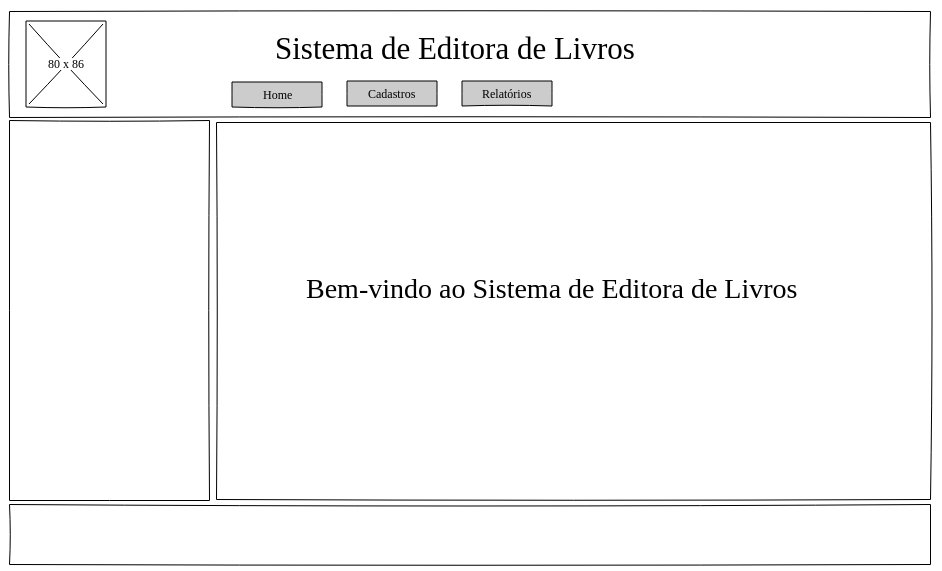 Sistema de Editora de Livros
80 x 86
Home
Cadastros
Relatórios
Bem-vindo ao Sistema de Editora de Livros